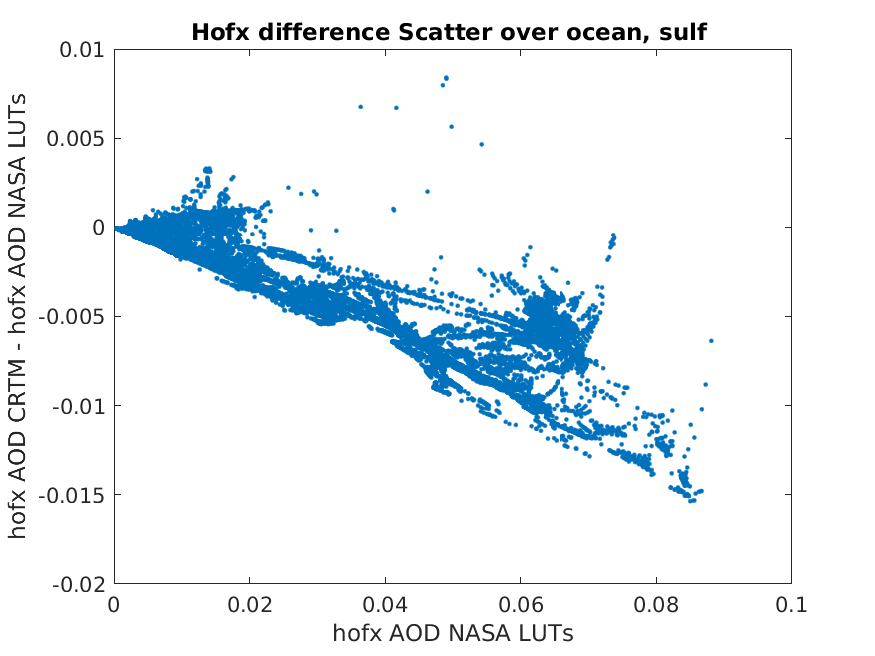 Hofx difference Scatter over ocean, sulf
hofx AOD CRTM - hofx AOD NASA LUTs
0.01
0.005
0
-0.005
-0.01
-0.015
-0.02
0 0.02 0.04 0.06 0.08 0.1
hofx AOD NASA LUTs